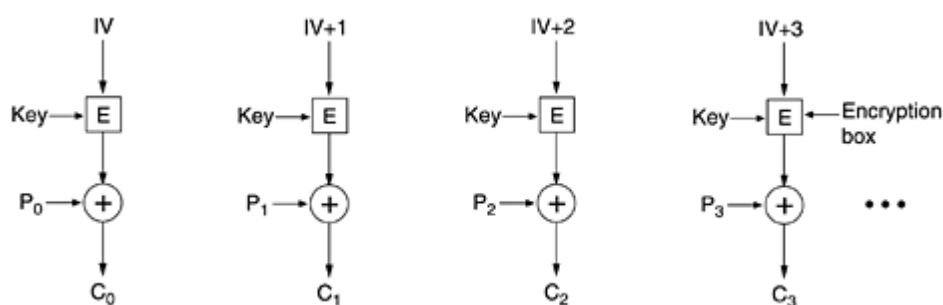 IV IV+1 IV+2 IV+3
Key E Key E Key E Key E Encryption box
P₀ + P₁ + P₂ + P₃ + •••
C₀ C₁ C₂ C₃